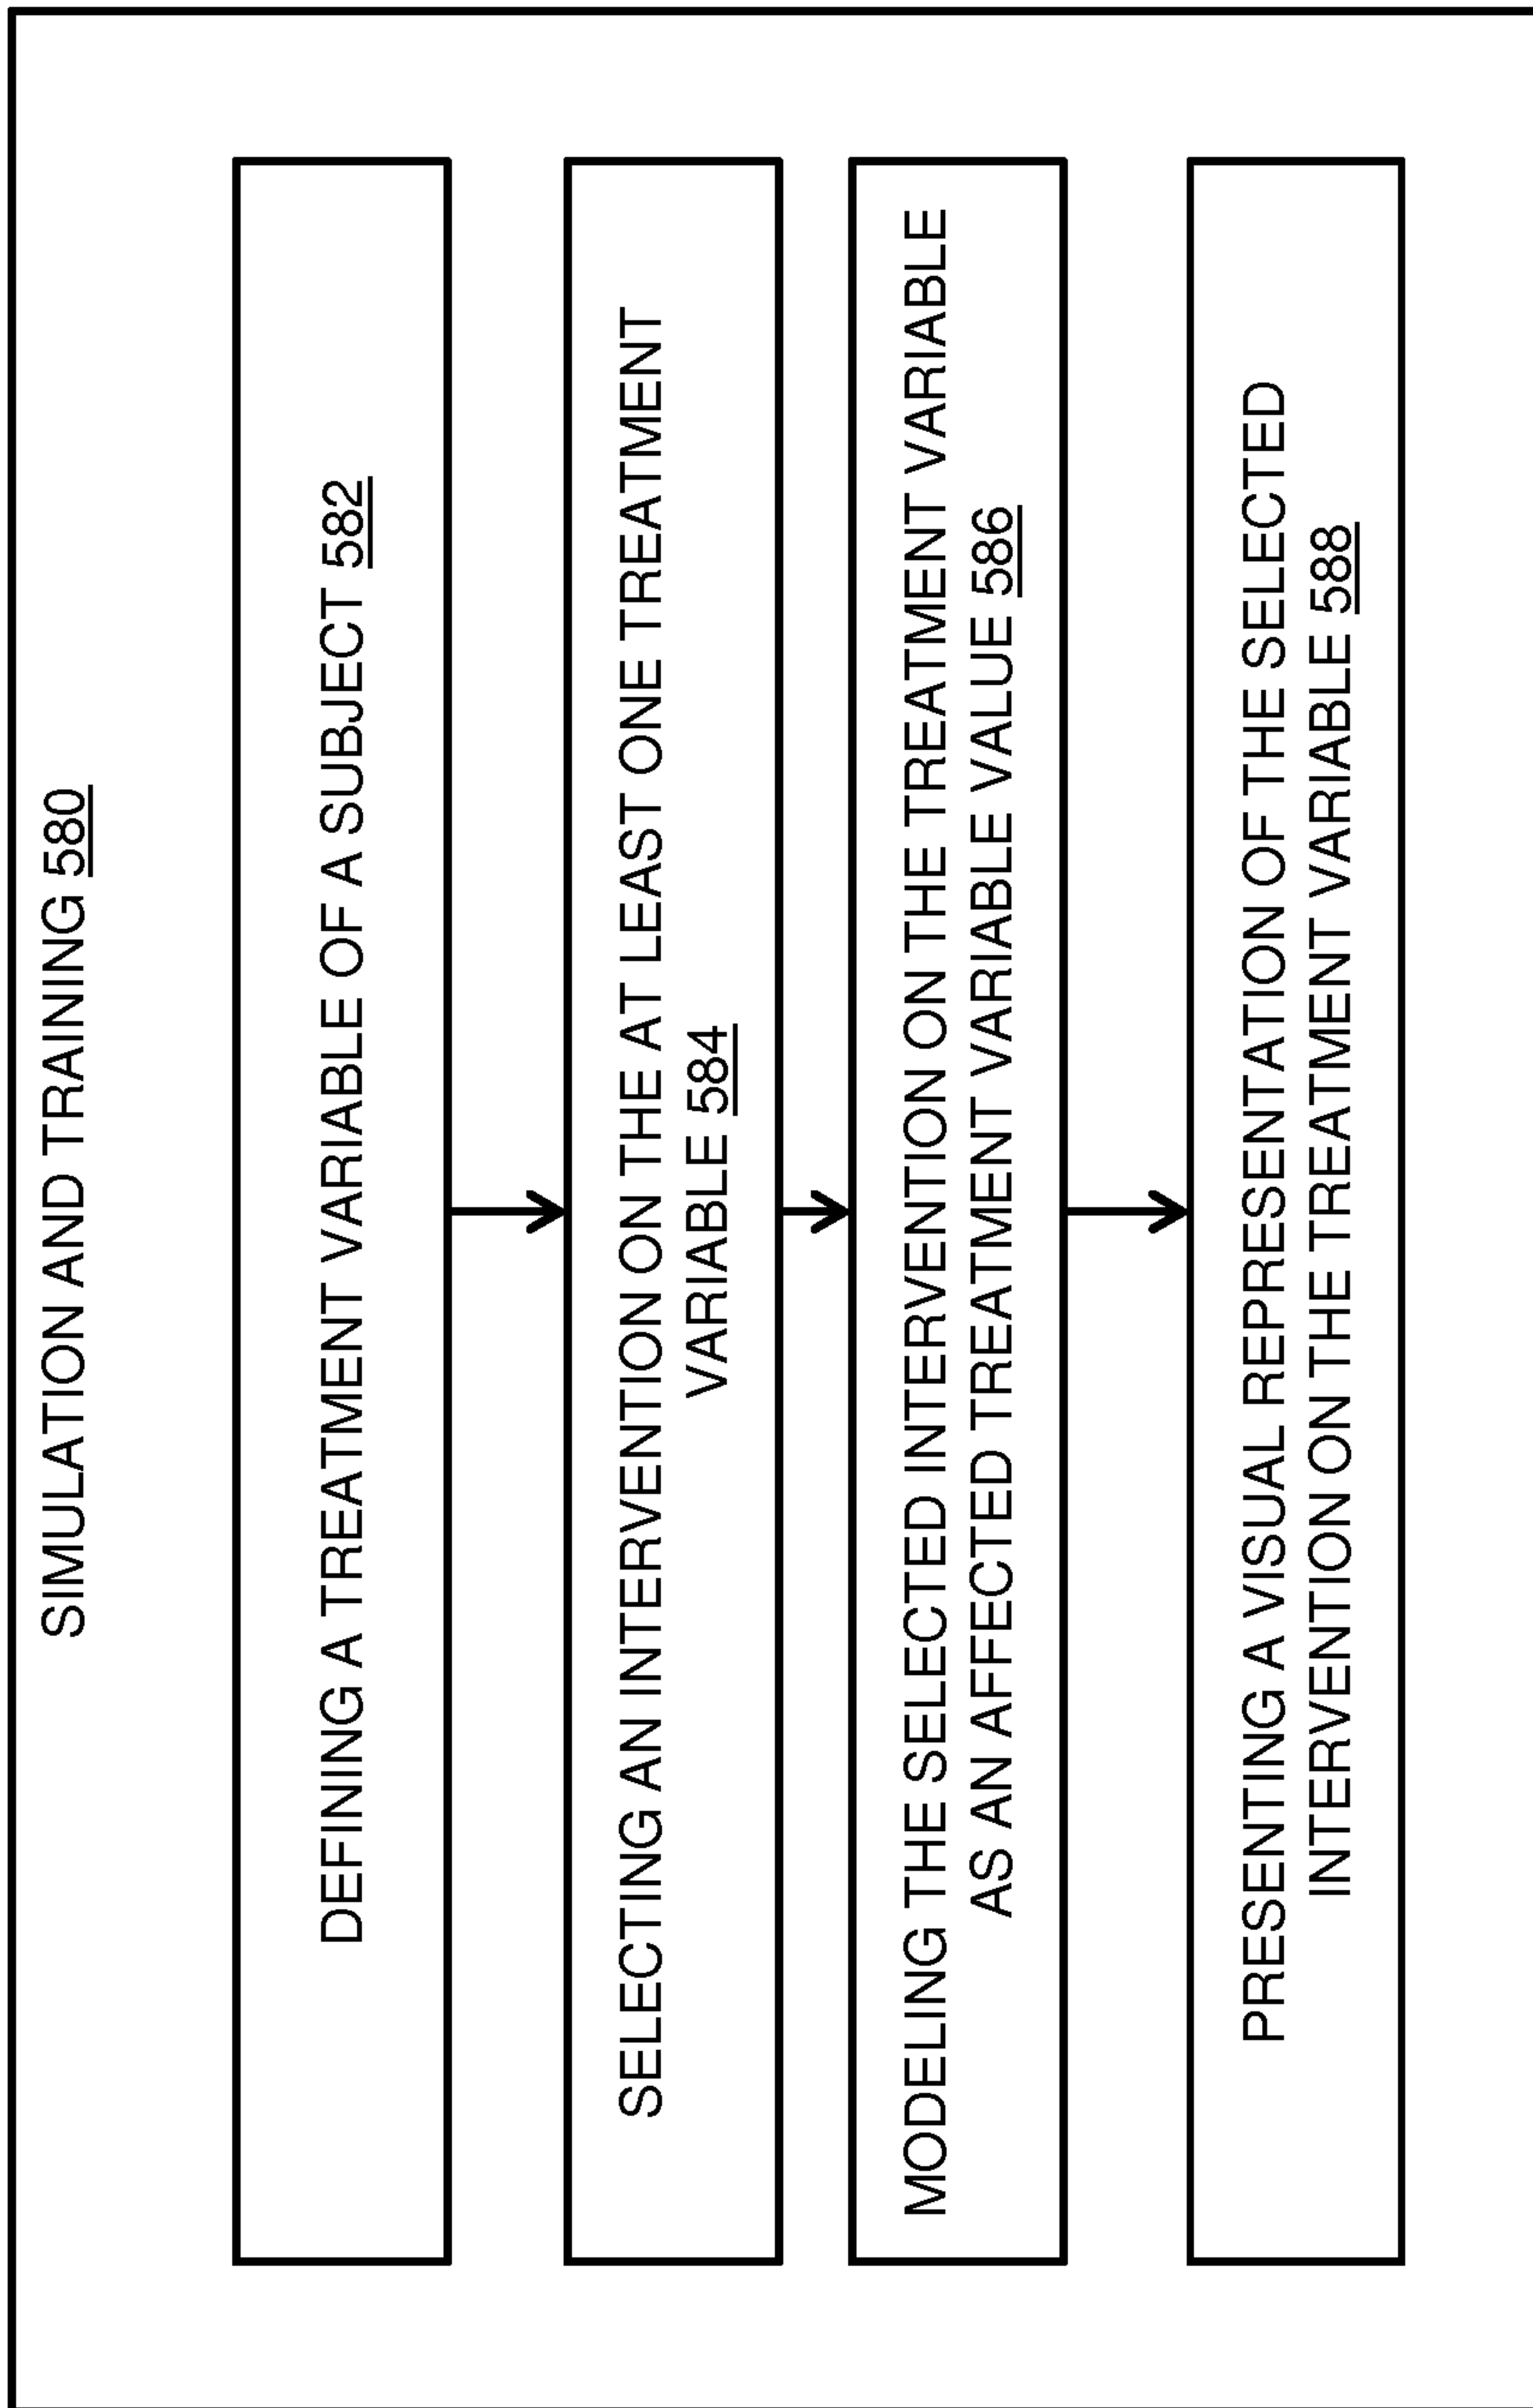 SIMULATION AND TRAINING 580
DEFINING A TREATMENT VARIABLE OF A SUBJECT 582
SELECTING AN INTERVENTION ON THE AT LEAST ONE TREATMENT
VARIABLE 584
MODELING THE SELECTED INTERVENTION ON THE TREATMENT VARIABLE
AS AN AFFECTED TREATMENT VARIABLE VALUE 586
PRESENTING A VISUAL REPRESENTATION OF THE SELECTED
INTERVENTION ON THE TREATMENT VARIABLE 588